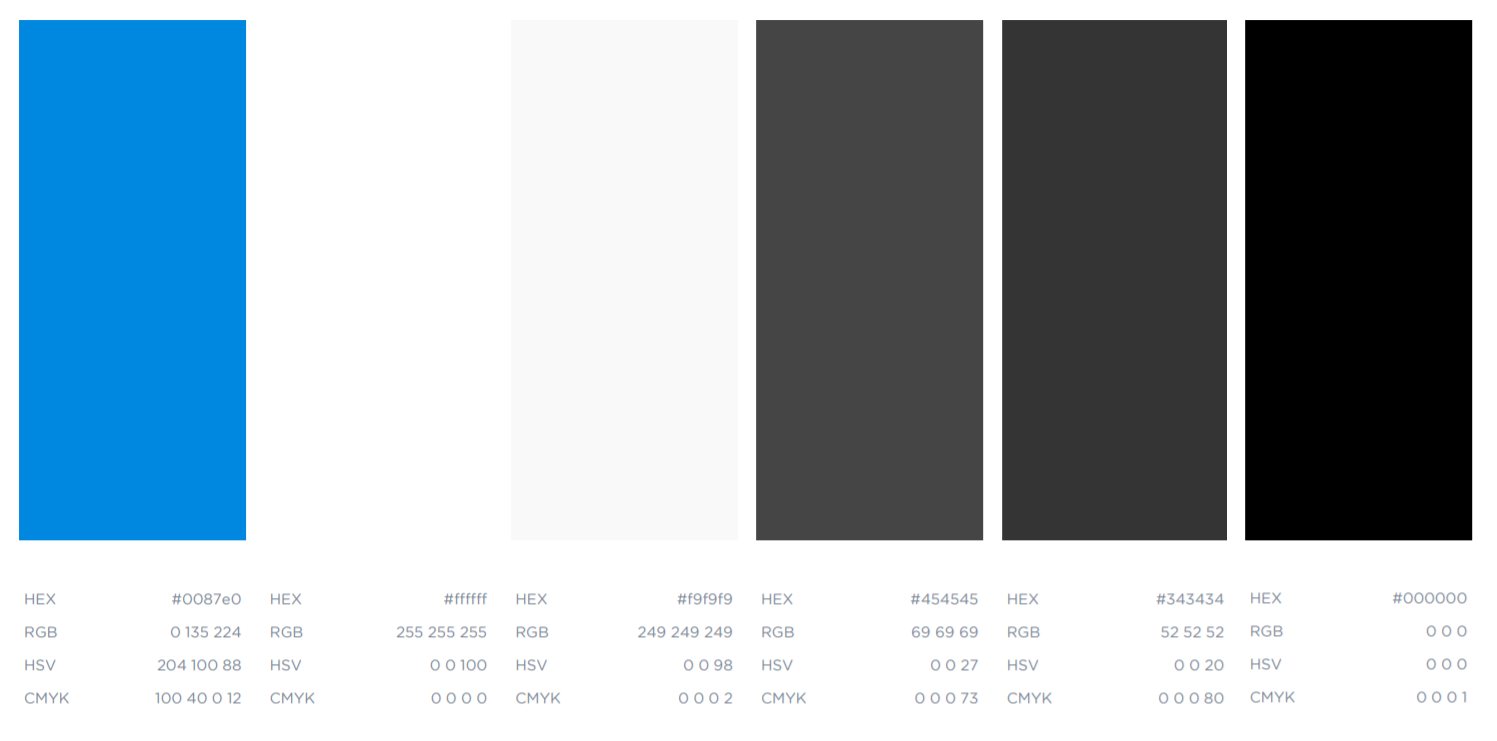 HEX #0087e0
RGB 0 135 224
HSV 204 100 88
CMYK 100 40 0 12
HEX #ffffff
RGB 255 255 255
HSV 0 0 100
CMYK 0 0 0 0
HEX #f9f9f9
RGB 249 249 249
HSV 0 0 98
CMYK 0 0 0 2
HEX #454545
RGB 69 69 69
HSV 0 0 27
CMYK 0 0 0 73
HEX #343434
RGB 52 52 52
HSV 0 0 20
CMYK 0 0 0 80
HEX #000000
RGB 0 0 0
HSV 0 0 0
CMYK 0 0 0 1